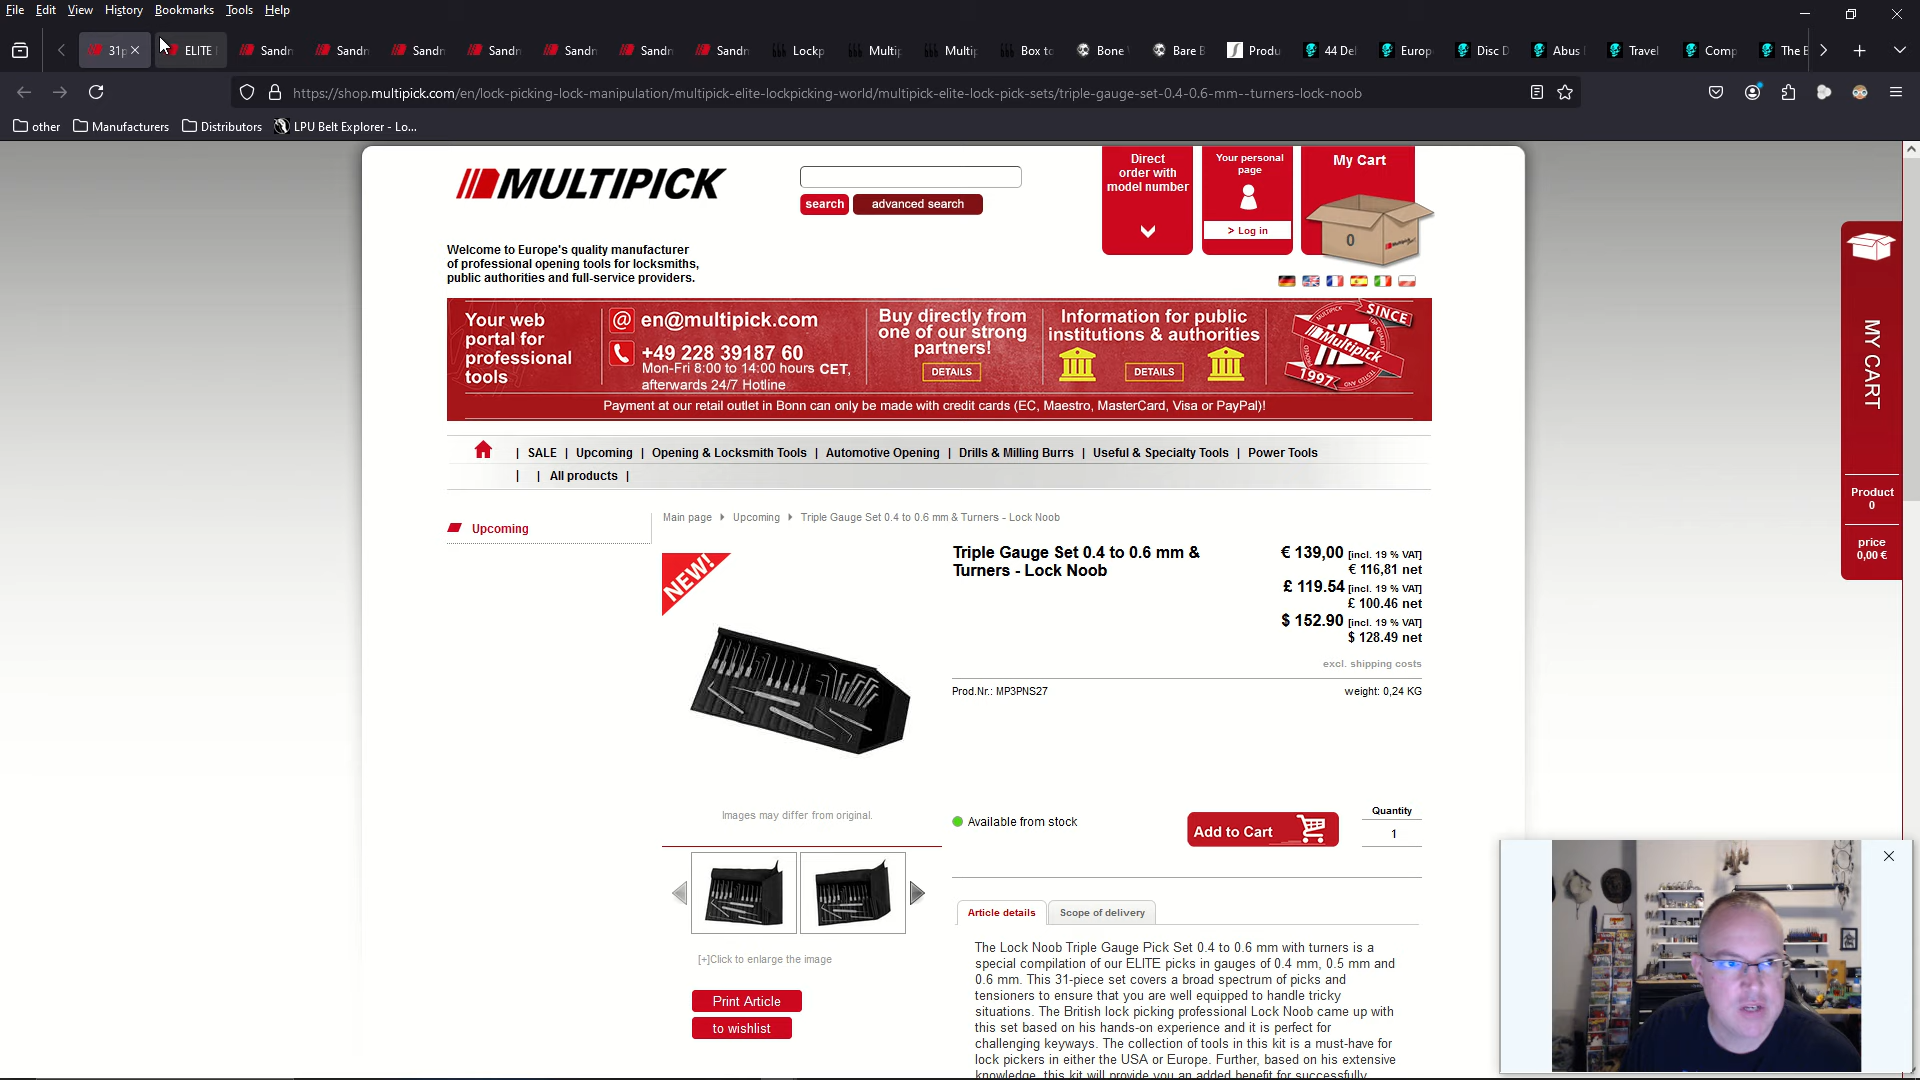 File Edit View History Bookmarks Tools Help
31p ELITE Sandn Sandn Sandn Sandn Sandn Sandn Sandn Lockp Multip Multip Box to Bone Bare B Produ 44 Del Europ Disc D Abus Travel Comp The E
https://shop.multipick.com/en/lock-picking-lock-manipulation/multipick-elite-lockpicking-world/multipick-elite-lock-pick-sets/triple-gauge-set-0.4-0.6-mm--turners-lock-noob
other Manufacturers Distributors LPU Belt Explorer - Lo...
MULTIPICK
search advanced search
Direct
order with
model number
Your personal
page
> Log in
My Cart
0
Welcome to Europe's quality manufacturer
of professional opening tools for locksmiths,
public authorities and full-service providers.
Your web
portal for
professional
tools
@ en@multipick.com
+49 228 39187 60
Mon-Fri 8:00 to 14:00 hours CET,
afterwards 24/7 Hotline
Buy directly from
one of our strong
partners!
DETAILS
Information for public
institutions & authorities
DETAILS
SINCE
Multipick
1997
Payment at our retail outlet in Bonn can only be made with credit cards (EC, Maestro, MasterCard, Visa or PayPal)!
| SALE | Upcoming | Opening & Locksmith Tools | Automotive Opening | Drills & Milling Burrs | Useful & Specialty Tools | Power Tools
| | All products |
MY CART
Product
0
price
0,00 €
Upcoming
Main page Upcoming Triple Gauge Set 0.4 to 0.6 mm & Turners - Lock Noob
NEW!
Triple Gauge Set 0.4 to 0.6 mm &
Turners - Lock Noob
€ 139,00 [incl. 19 % VAT]
€ 116,81 net
£ 119.54 [incl. 19 % VAT]
£ 100.46 net
$ 152.90 [incl. 19 % VAT]
$ 128.49 net
excl. shipping costs
Prod.Nr.: MP3PNS27
weight: 0,24 KG
Images may differ from original.
Available from stock
Add to Cart
Quantity
1
[+]Click to enlarge the image
Print Article
to wishlist
Article details Scope of delivery
The Lock Noob Triple Gauge Pick Set 0.4 to 0.6 mm with turners is a
special compilation of our ELITE picks in gauges of 0.4 mm, 0.5 mm and
0.6 mm. This 31-piece set covers a broad spectrum of picks and
tensioners to ensure that you are well equipped to handle tricky
situations. The British lock picking professional Lock Noob came up with
this set based on his hands-on experience and it is perfect for
challenging keyways. The collection of tools in this kit is a must-have for
lock pickers in either the USA or Europe. Further, based on his extensive
knowledge, this kit will provide you an added benefit for successfully